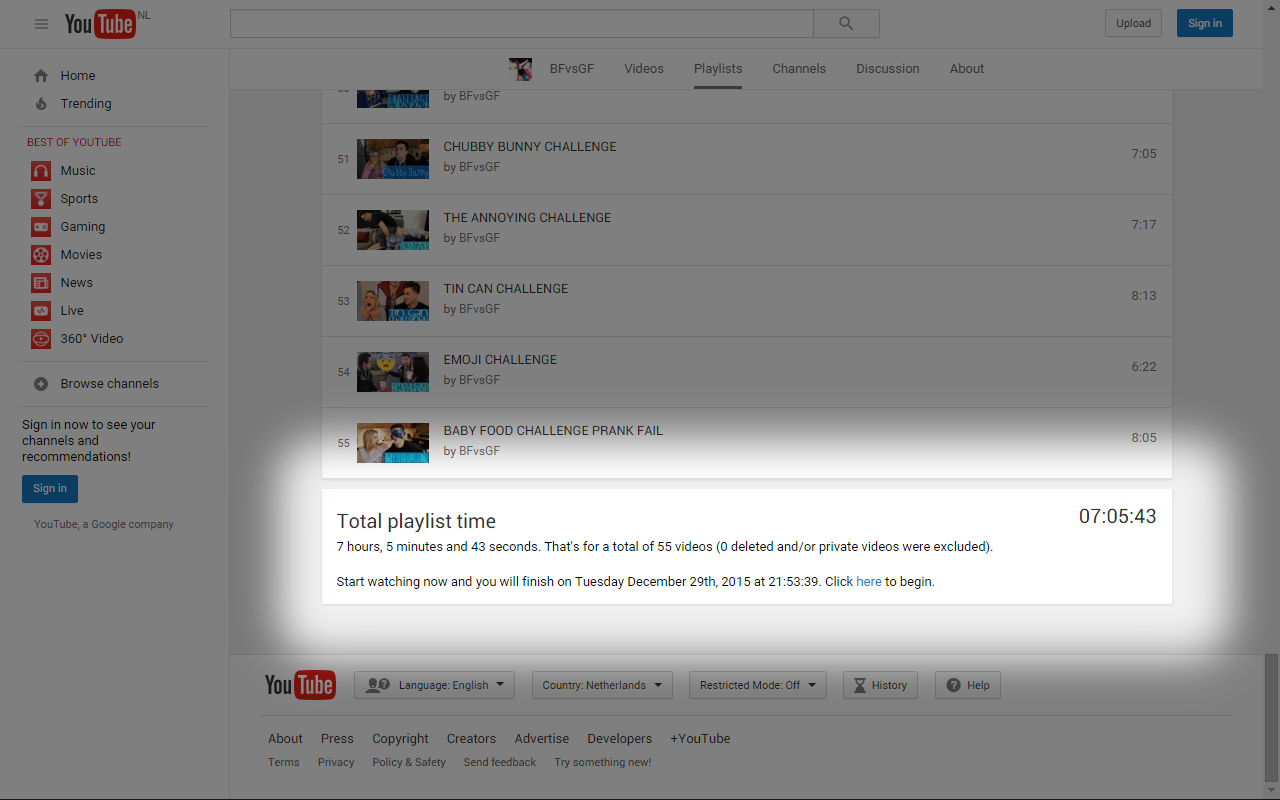 YouTube NL
Upload
Sign in
Home
Trending
BEST OF YOUTUBE
Music
Sports
Gaming
Movies
News
Live
360° Video
Browse channels
Sign in now to see your
channels and
recommendations!
Sign in
YouTube, a Google company
BFvsGF Videos Playlists Channels Discussion About
by BFvsGF
51 CHUBBY BUNNY CHALLENGE 7:05
by BFvsGF
Chubby Bunny
52 THE ANNOYING CHALLENGE 7:17
by BFvsGF
53 TIN CAN CHALLENGE 8:13
by BFvsGF
54 EMOJI CHALLENGE 6:22
by BFvsGF
55 BABY FOOD CHALLENGE PRANK FAIL 8:05
by BFvsGF
Total playlist time 07:05:43
7 hours, 5 minutes and 43 seconds. That's for a total of 55 videos (0 deleted and/or private videos were excluded).
Start watching now and you will finish on Tuesday December 29th, 2015 at 21:53:39. Click here to begin.
YouTube Language: English Country: Netherlands Restricted Mode: Off History Help
About Press Copyright Creators Advertise Developers +YouTube
Terms Privacy Policy & Safety Send feedback Try something new!